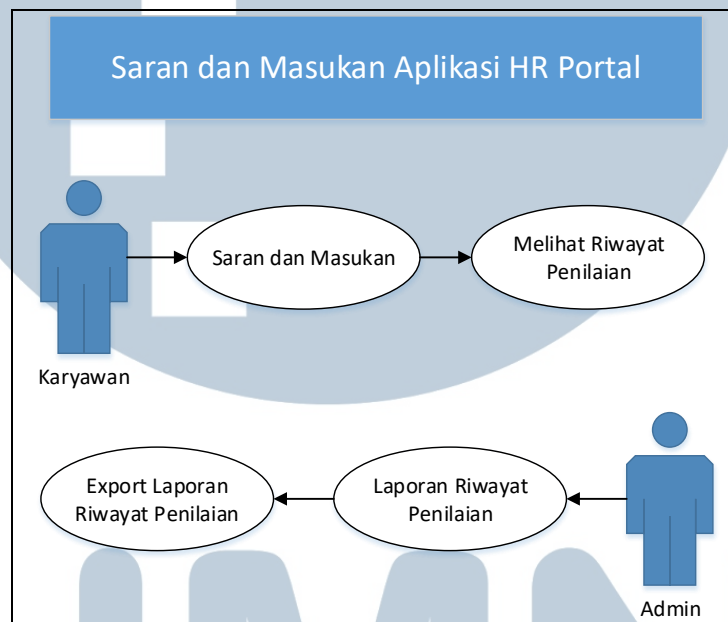 Saran dan Masukan Aplikasi HR Portal
Saran dan Masukan
Melihat Riwayat
Penilaian
Karyawan
Export Laporan
Riwayat Penilaian
Laporan Riwayat
Penilaian
Admin